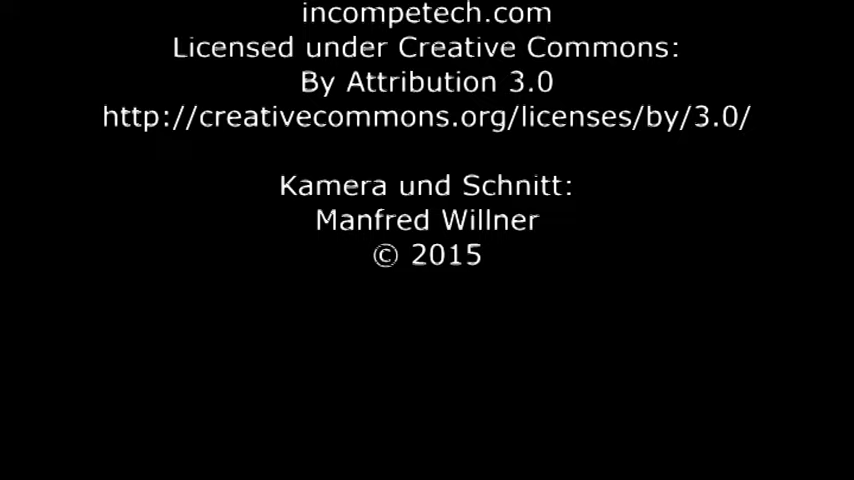 incompetech.com
Licensed under Creative Commons:
By Attribution 3.0
http://creativecommons.org/licenses/by/3.0/
Kamera und Schnitt:
Manfred Willner
© 2015